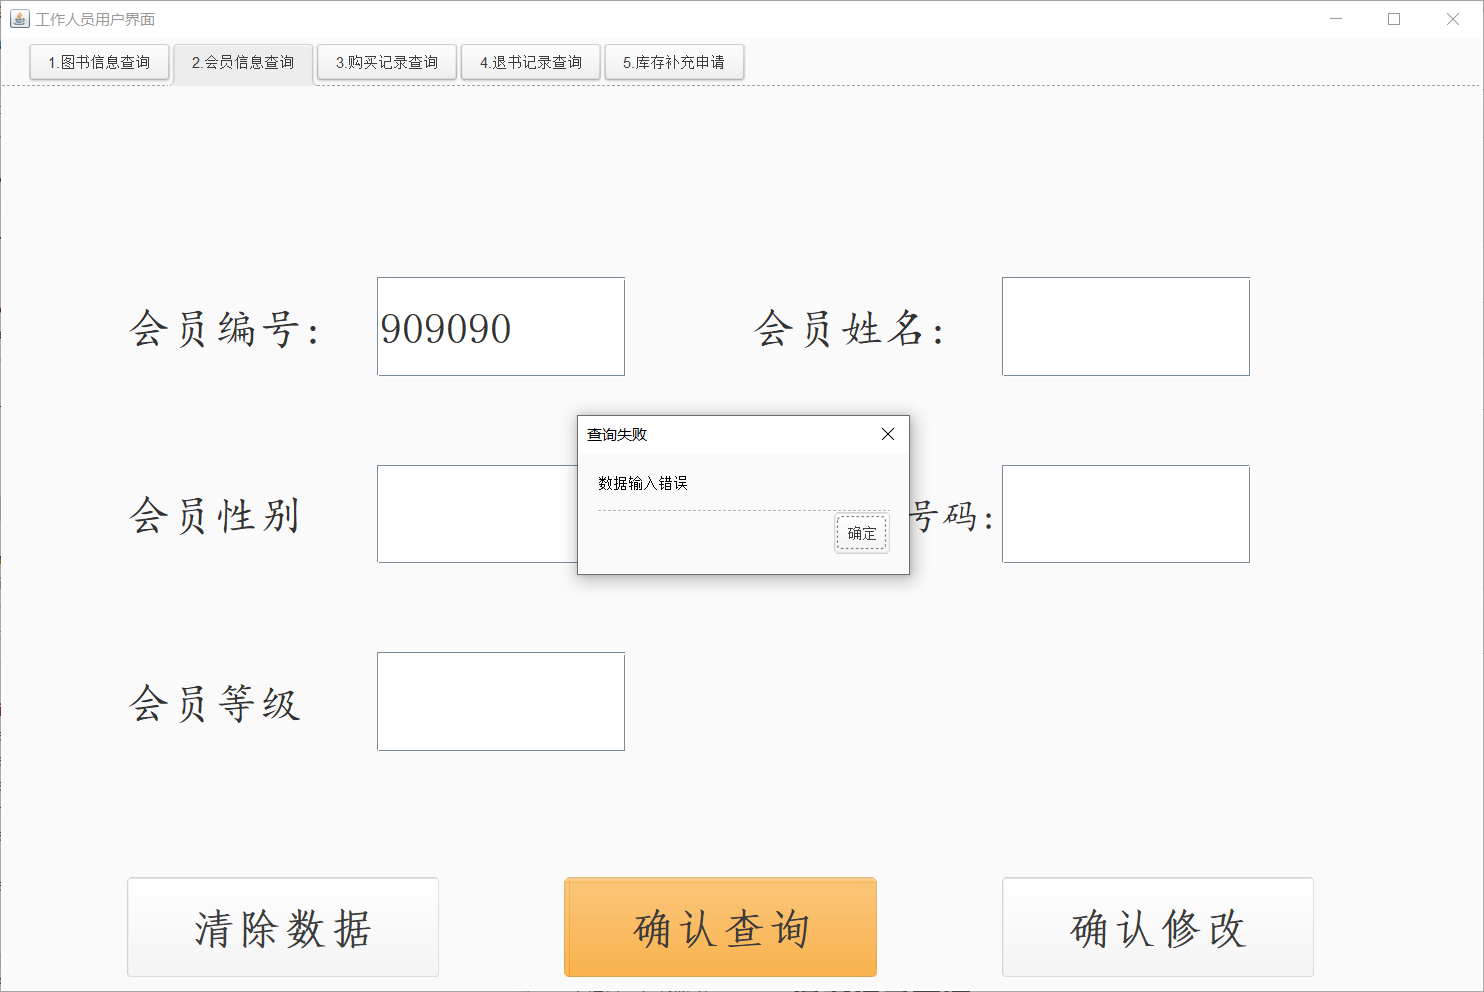 工作人员用户界面
1.图书信息查询 2.会员信息查询 3.购买记录查询 4.退书记录查询 5.库存补充申请
会员编号: 909090 会员姓名:
查询失败
数据输入错误
会员性别 号码:
确定
会员等级
清除数据 确认查询 确认修改